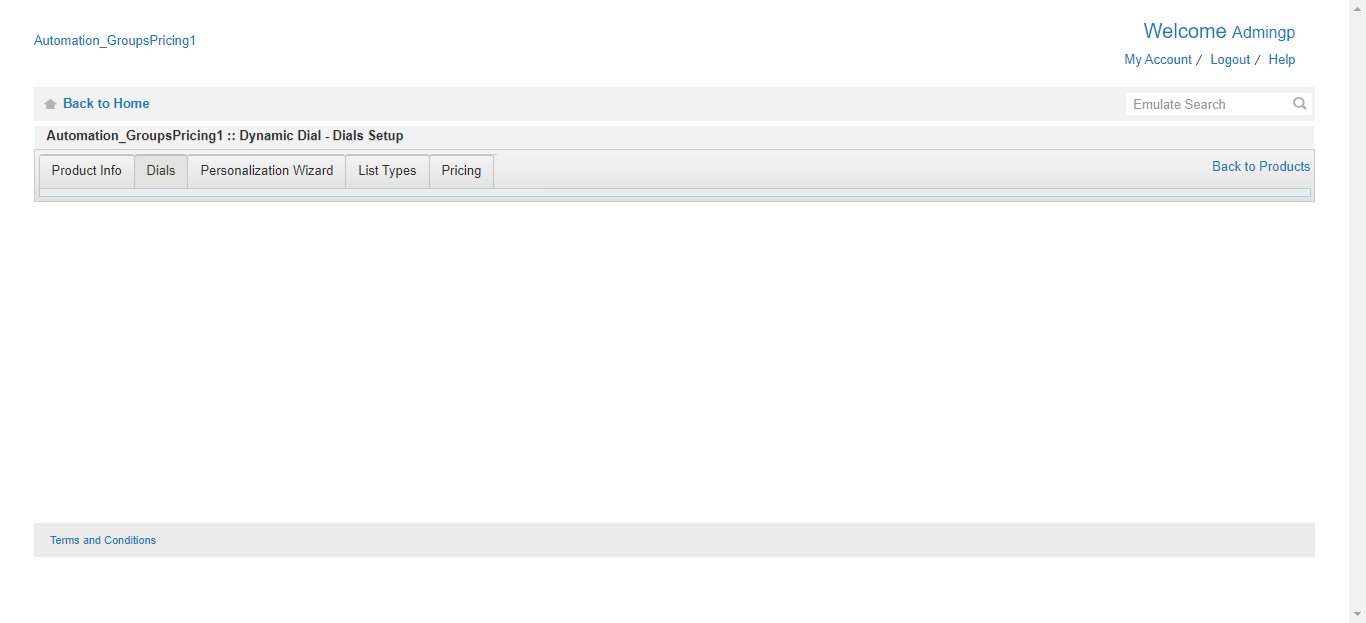 Automation_GroupsPricing1
Welcome Admingp
My Account / Logout / Help
Back to Home
Emulate Search
Automation_GroupsPricing1 :: Dynamic Dial - Dials Setup
Product Info Dials Personalization Wizard List Types Pricing Back to Products
Terms and Conditions